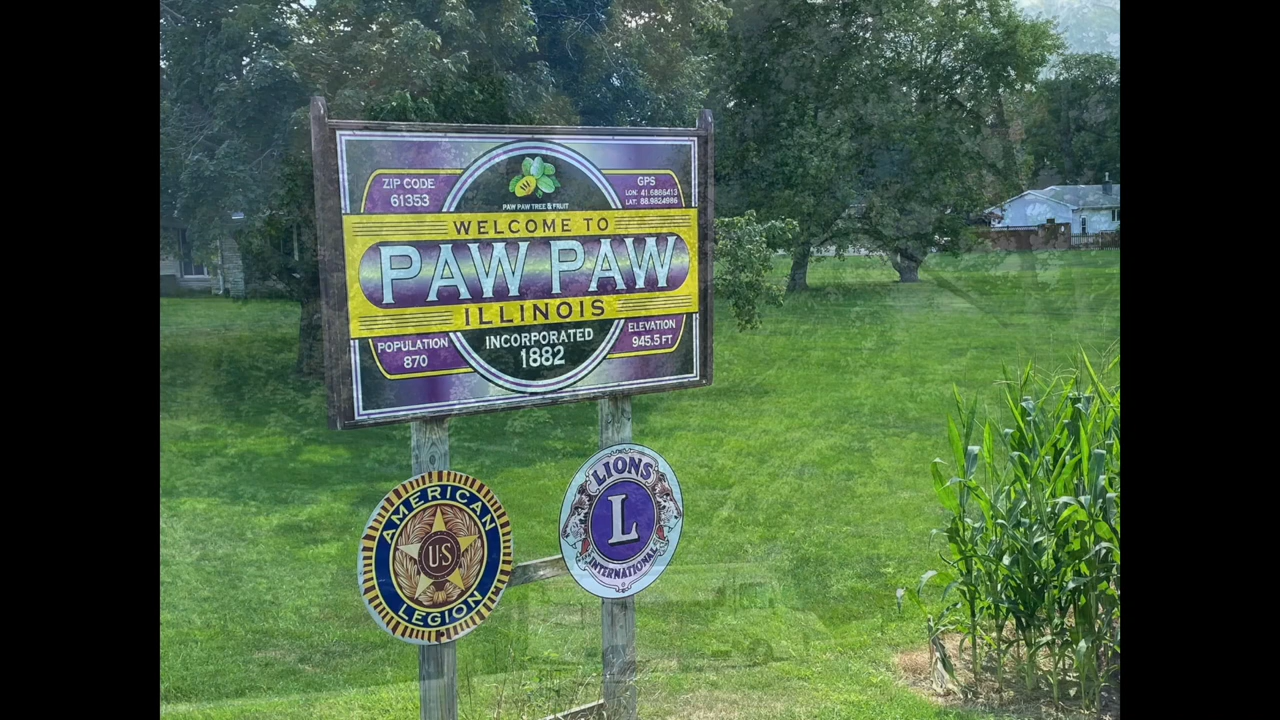 ZIP CODE
61353
PAW PAW TREE & FRUIT
GPS
LON: 41.6886413
LAT: 88.9824986
WELCOME TO
PAW PAW
ILLINOIS
POPULATION
870
INCORPORATED
1882
ELEVATION
945.5 FT
AMERICAN
US
LEGION
LIONS
L
INTERNATIONAL